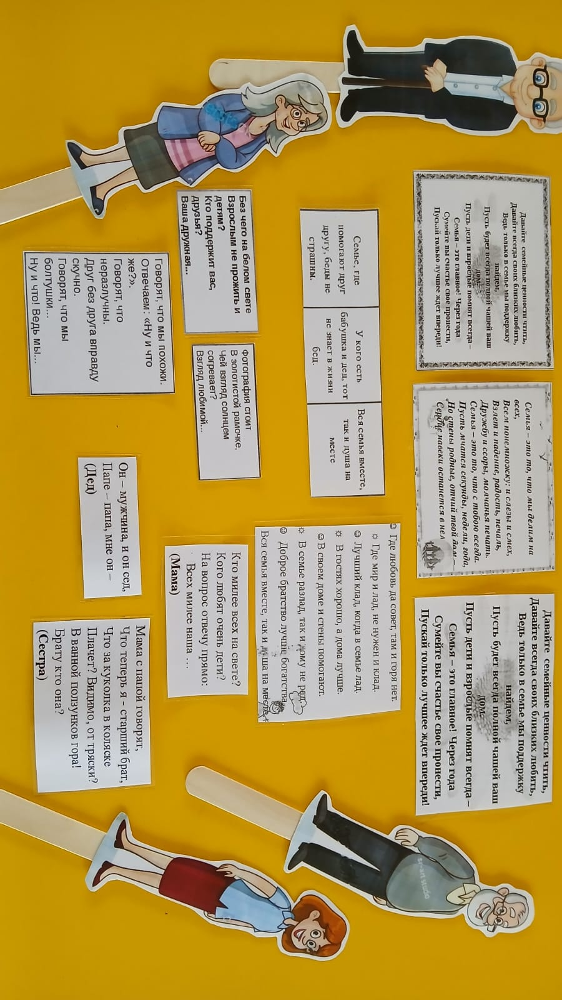 Давайте семейные ценности чтить,
Давайте всегда своих близких любить,
Ведь только в семье мы поддержку
найдем,
Пусть будет всегда полной чашей ваш
дом.
Пусть дети и взрослые помнят всегда –
Семья – это главное! Через года
Сумейте вы счастье свое пронести,
Пускай только лучшее ждет впереди!
Семья – это то, что мы делим на
всех,
Всем понемножку: и слезы и смех,
Взлет и падение, радость, печаль,
Дружбу и ссоры, молчанья печать.
Семья – это то, что с тобою всегда.
Пусть мчатся секунды, недели, года,
Но стены родные, отчий твой дом –
Сердце навеки останется в нем
Давайте семейные ценности чтить,
Давайте всегда своих близких любить,
Ведь только в семье мы поддержку
найдем,
Пусть будет всегда полной чашей ваш
дом.
Пусть дети и взрослые помнят всегда –
Семья – это главное! Через года
Сумейте вы счастье свое пронести,
Пускай только лучшее ждет впереди!
Семье, где
помогают друг
другу, беды не
страшны.
У кого есть
бабушка и дед, тот
не знает в жизни
бед.
Вся семья вместе,
так и душа на
месте
Где любовь да совет, там и горя нет.
Где мир и лад, не нужен и клад.
Лучший клад, когда в семье лад.
В гостях хорошо, а дома лучше.
В своем доме и стены помогают.
В семье разлад, так и дому не рад.
Доброе братство лучше богатства.
Вся семья вместе, так и душа на месте.
Без чего на белом свете
Взрослым не прожить и
детям?
Кто поддержит вас,
друзья?
Ваша дружная...
Фотография стоит
В золотистой рамочке,
Чей взгляд солнцем
согревает?
Взгляд любимой...
Кто милее всех на свете?
Кого любят очень дети?
На вопрос отвечу прямо:
- Всех милее наша ...
(Мама)
Говорят, что мы похожи.
Отвечаем: «Ну и что
же?».
Говорят, что
неразлучны.
Друг без друга вправду
скучно.
Говорят, что мы
болтушки...
Ну и что! Ведь мы...
Он – мужчина, и он сед,
Папе – папа, мне он –
(Дед)
Мама с папой говорят,
Что теперь я - старший брат,
Что за куколка в коляске
Плачет? Видимо, от тряски?
В ванной ползунков гора!
Брату кто она?
(Сестра)
sr-art studio